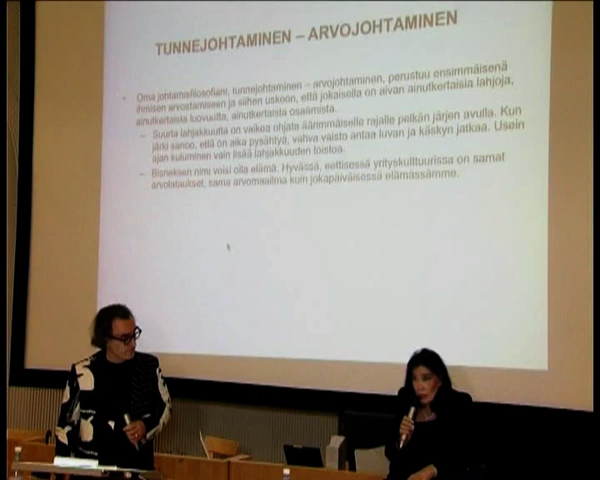 TUNNEJOHTAMINEN – ARVOJOHTAMINEN
- Oma johtamisfilosofiani, tunnejohtaminen – arvojohtaminen, perustuu ensimmäisenä
ihmisen arvostamiseen ja siihen uskoon, että jokaisella on aivan ainutkertaisia lahjoja,
ainutkertaista luovuutta, ainutkertaista osaamista.
– Suurta lahjakkuutta on vaikea ohjata äärimmäiselle rajalle pelkän järjen avulla. Kun
järki sanoo, että on aika pysähtyä, vahva vaisto antaa luvan ja käskyn jatkaa. Usein
ajan kuluminen vain lisää lahjakkuuden loistoa.
– Bisneksen nimi voisi olla elämä. Hyvässä, eettisessä yrityskulttuurissa on samat
arvolataukset, sama arvomaailma kuin jokapäiväisessä elämässämme.